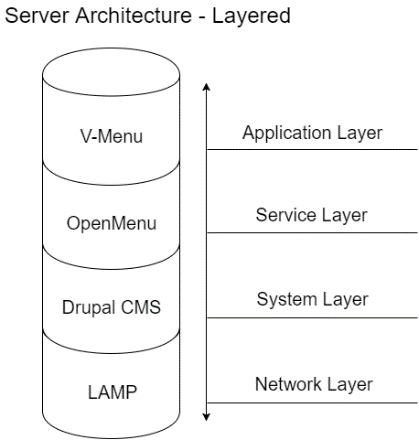 Server Architecture - Layered
V-Menu
Application Layer
OpenMenu
Service Layer
Drupal CMS
System Layer
LAMP
Network Layer